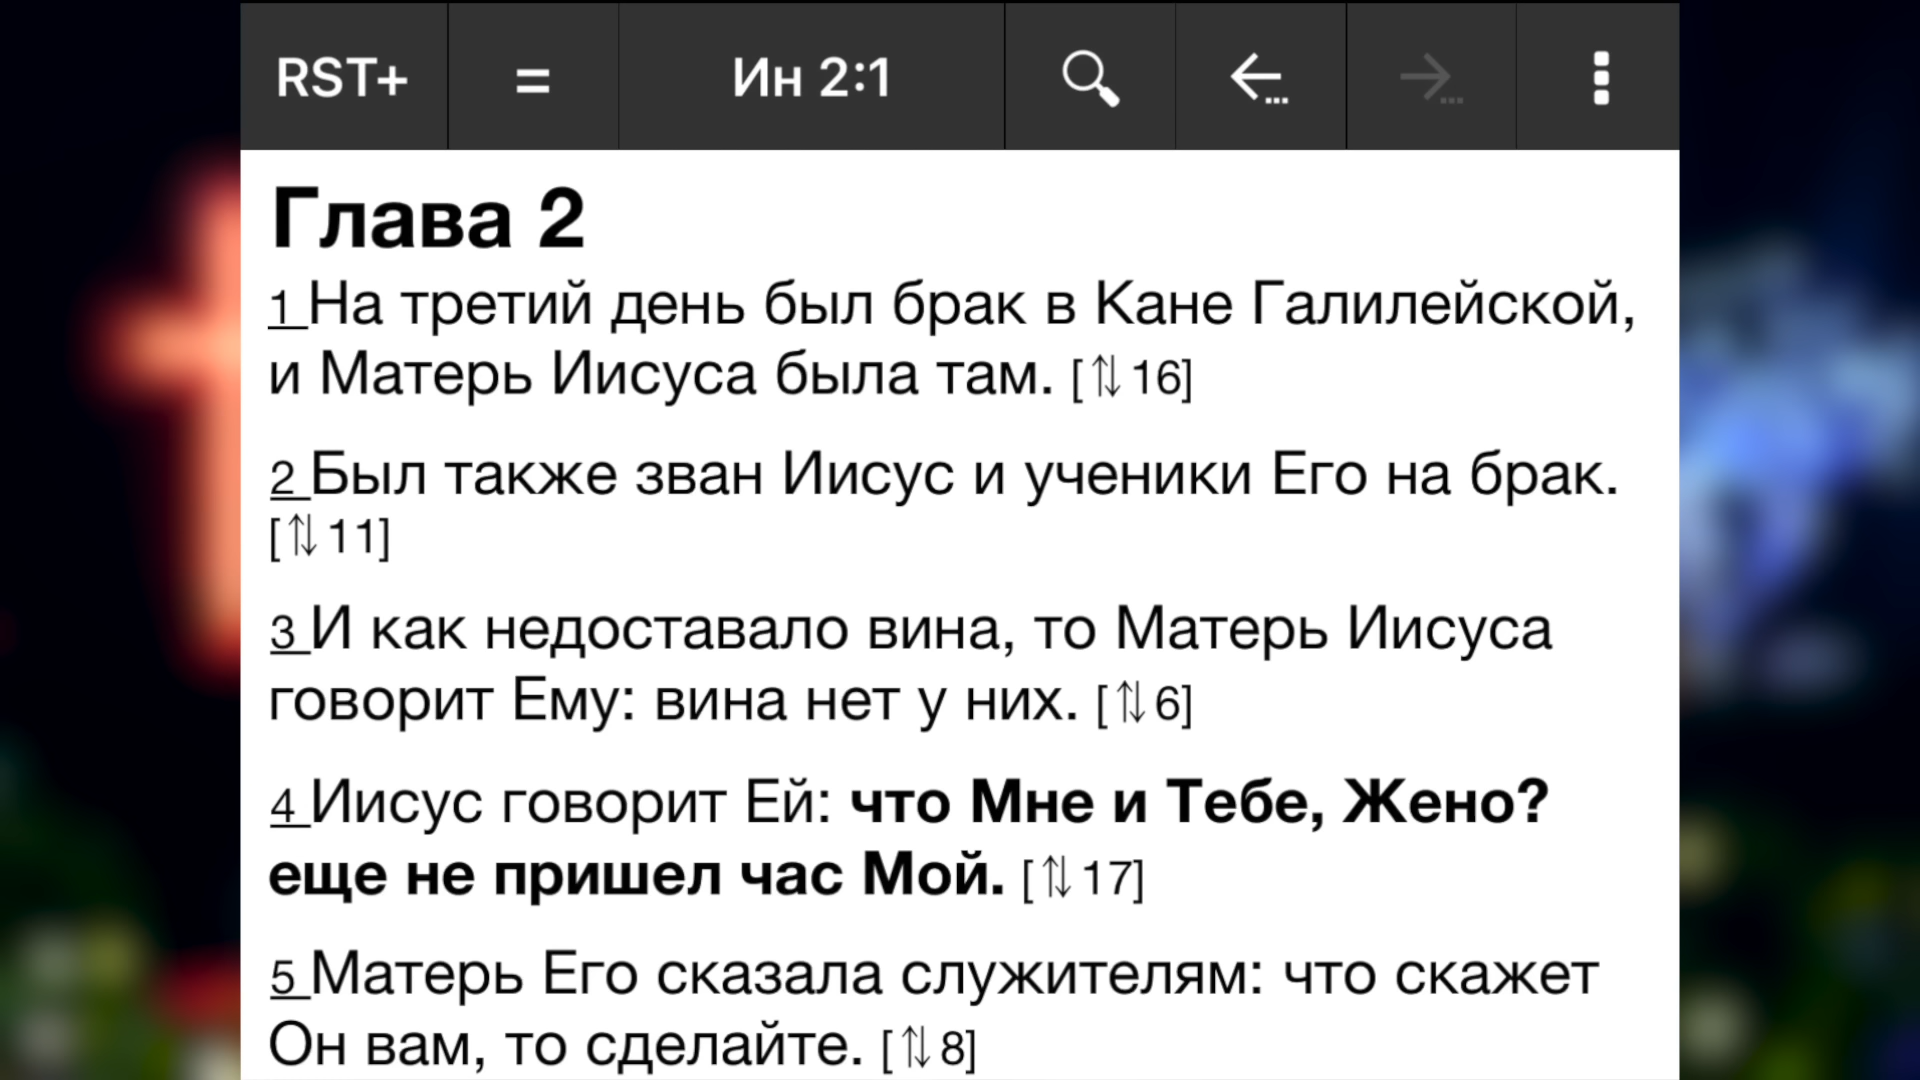 RST+ = Ин 2:1
Глава 2
1 На третий день был брак в Кане Галилейской,
и Матерь Иисуса была там. [⇅ 16]
2 Был также зван Иисус и ученики Его на брак.
[⇅ 11]
3 И как недоставало вина, то Матерь Иисуса
говорит Ему: вина нет у них. [⇅ 6]
4 Иисус говорит Ей: что Мне и Тебе, Жено?
еще не пришел час Мой. [⇅ 17]
5 Матерь Его сказала служителям: что скажет
Он вам, то сделайте. [⇅ 8]